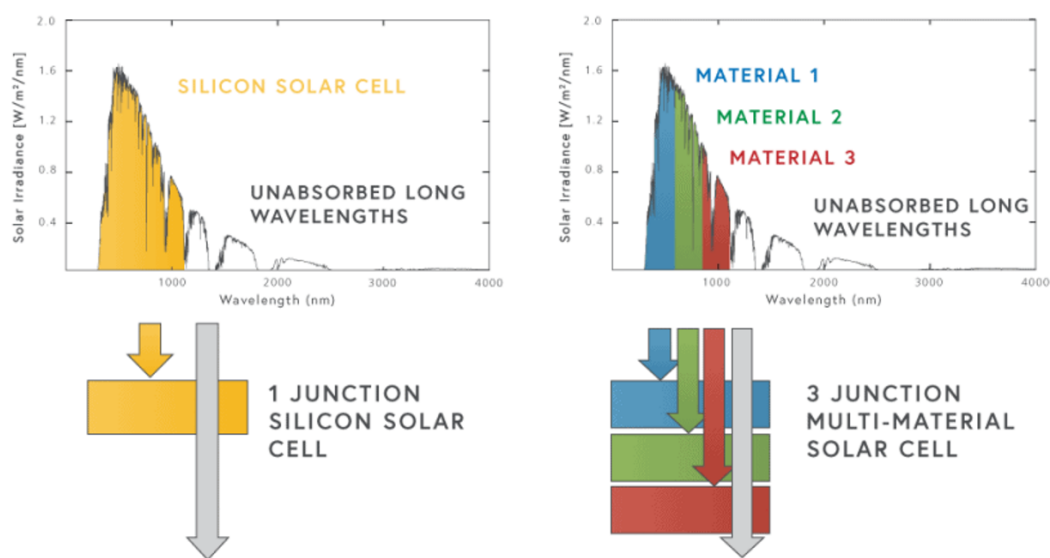 2.0
1.6
1.2
0.8
0.4
Solar Irradiance [W/m²/nm]
SILICON SOLAR CELL
UNABSORBED LONG
WAVELENGTHS
1000
2000
3000
4000
Wavelength (nm)
1 JUNCTION
SILICON SOLAR
CELL
2.0
1.6
1.2
0.8
0.4
Solar Irradiance [W/m²/nm]
MATERIAL 1
MATERIAL 2
MATERIAL 3
UNABSORBED LONG
WAVELENGTHS
1000
2000
3000
4000
Wavelength (nm)
3 JUNCTION
MULTI-MATERIAL
SOLAR CELL